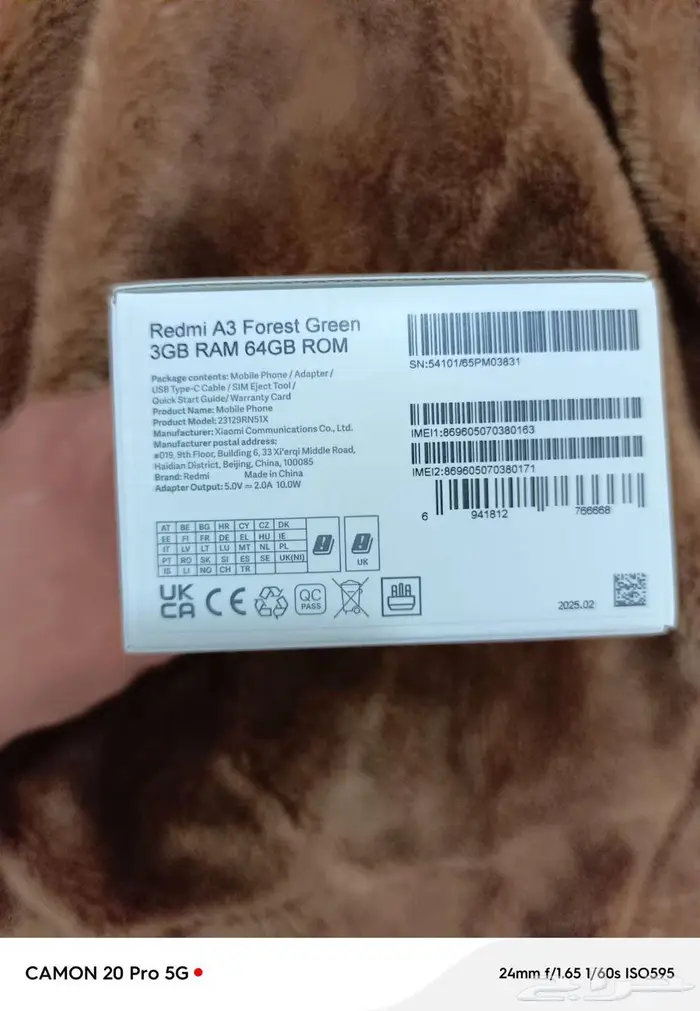 Redmi A3 Forest Green
3GB RAM 64GB ROM
Package contents: Mobile Phone / Adapter /
USB Type-C Cable / SIM Eject Tool /
Quick Start Guide/ Warranty Card
Product Name: Mobile Phone
Product Model: 23129RN51X
Manufacturer: Xiaomi Communications Co., Ltd.
Manufacturer postal address:
#019, 9th Floor, Building 6, 33 Xi'erqi Middle Road,
Haidian District, Beijing, China, 100085
Brand: Redmi Made in China
Adapter Output: 5.0V = 2.0A 10.0W
SN:54101/65PM03831
IMEI1:869605070380163
IMEI2:869605070380171
6 941812 766668
AT BE BG HR CY CZ DK
EE FI FR DE EL HU IE
IT LV LT LU MT NL PL
PT RO SK SI ES SE UK(NI)
IS LI NO CH TR
UK
UK
CA
CE
QC
PASS
2025.02
CAMON 20 Pro 5G
24mm f/1.65 1/60s ISO595
حراج